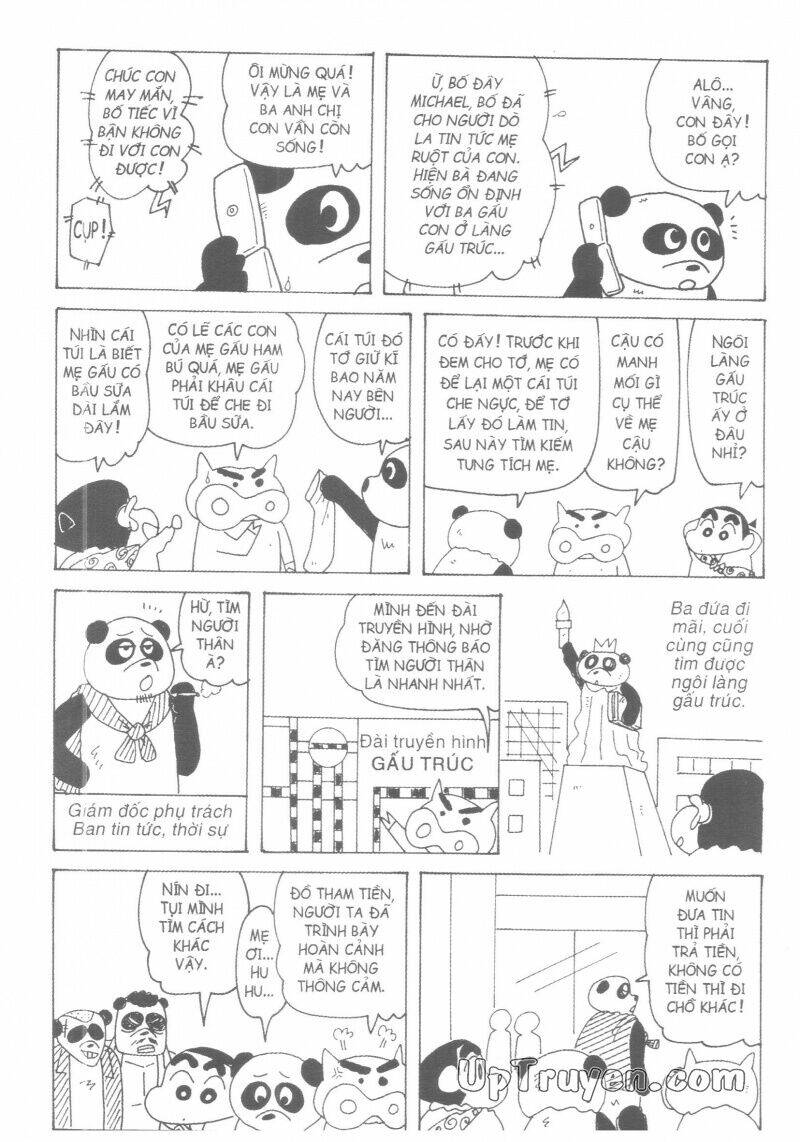 ALÔ...
VÂNG,
CON ĐÂY!
BỐ GỌI
CON Ạ?
Ừ, BỐ ĐÂY
MICHAEL, BỐ ĐÃ
CHO NGƯỜI DÒ
LA TIN TỨC MẸ
RUỘT CỦA CON.
HIỆN BÀ ĐANG
SỐNG ỔN ĐỊNH
VỚI BA GẤU
CON Ở LÀNG
GẤU TRÚC...
ÔI MỪNG QUÁ!
VẬY LÀ MẸ VÀ
BA ANH CHỊ
CON VẪN CÒN
SỐNG!
CHÚC CON
MAY MẮN,
BỐ TIẾC VÌ
BẬN KHÔNG
ĐI VỚI CON
ĐƯỢC!
CỤP!
NGÔI
LÀNG
GẤU
TRÚC
ẤY Ở
ĐÂU
NHỈ?
CẬU CÓ
MANH
MỐI GÌ
CỤ THỂ
VỀ MẸ
CẬU
KHÔNG?
CÓ ĐẤY! TRƯỚC KHI
ĐEM CHO TỚ, MẸ CÓ
ĐỂ LẠI MỘT CÁI TÚI
CHE NGỰC, ĐỂ TỚ
LẤY ĐÓ LÀM TIN,
SAU NÀY TÌM KIẾM
TUNG TÍCH MẸ.
CÁI TÚI ĐÓ
TỚ GIỮ KĨ
BAO NĂM
NAY BÊN
NGƯỜI...
CÓ LẼ CÁC CON
CỦA MẸ GẤU HAM
BÚ QUÁ, MẸ GẤU
PHẢI KHÂU CÁI
TÚI ĐỂ CHE ĐI
BẦU SỮA.
NHÌN CÁI
TÚI LÀ BIẾT
MẸ GẤU CÓ
BẦU SỮA
DÀI LẮM
ĐÂY!
Ba đứa đi
mãi, cuối
cùng cũng
tìm được
ngôi làng
gấu trúc.
MÌNH ĐẾN ĐÀI
TRUYỀN HÌNH, NHỜ
ĐĂNG THÔNG BÁO
TÌM NGƯỜI THÂN
LÀ NHANH NHẤT.
Đài truyền hình
GẤU TRÚC
HỪ, TÌM
NGƯỜI
THÂN
À?
Giám đốc phụ trách
Ban tin tức, thời sự
MUỐN
ĐƯA TIN
THÌ PHẢI
TRẢ TIỀN,
KHÔNG CÓ
TIỀN THÌ ĐI
CHỖ KHÁC!
ĐỒ THAM TIỀN,
NGƯỜI TA ĐÃ
TRÌNH BÀY
HOÀN CẢNH
MÀ KHÔNG
THÔNG CẢM.
MẸ
ƠI...
HU
HU...
NÍN ĐI...
TỤI MÌNH
TÌM CÁCH
KHÁC
VẬY.
UpTruyen.com